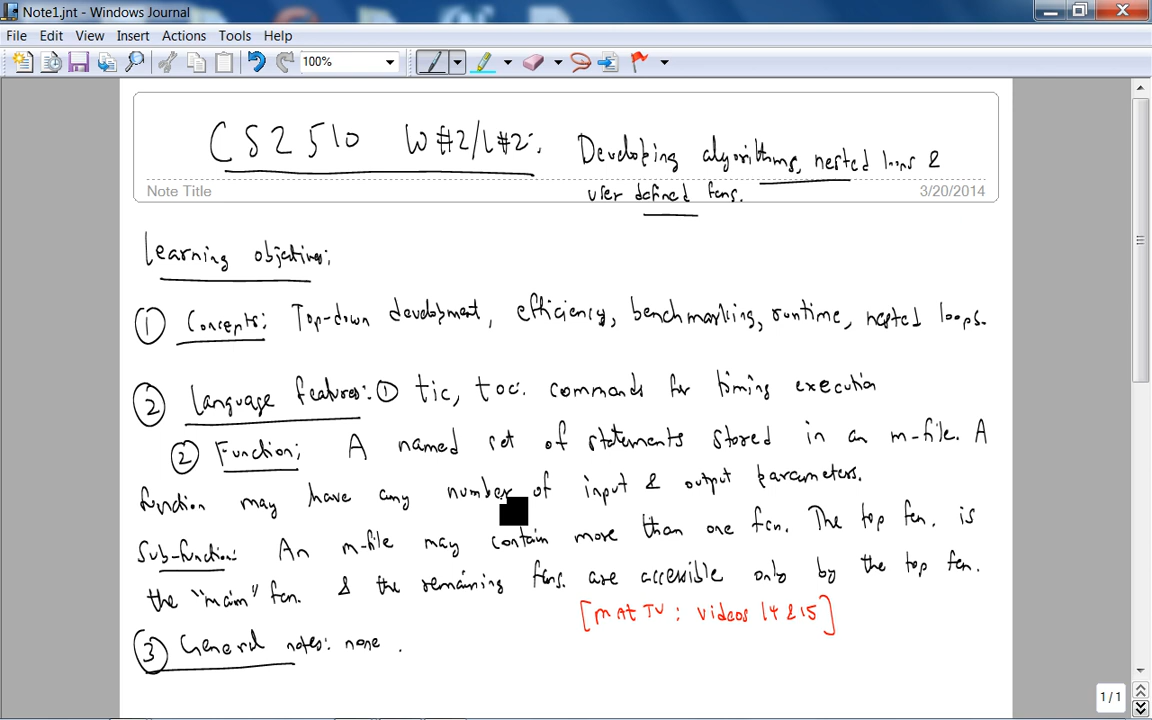 Note1.jnt - Windows Journal
File Edit View Insert Actions Tools Help
100%
CS2510 W#2/L#2: Developing algorithms, nested loops &
user defined fcns.
Note Title
3/20/2014
Learning objectives:
① Concepts: Top-down development, efficiency, benchmarking, runtime, nested loops.
② Language features: ① tic, toc. commands for timing execution
② Function: A named set of statements stored in an m-file. A
function may have any number of input & output parameters.
Sub-function: An m-file may contain more than one fcn. The top fcn. is
the "main" fcn. & the remaining fcns. are accessible only by the top fcn.
[MAtTV: videos 14 & 15]
③ General notes: none.
1/1